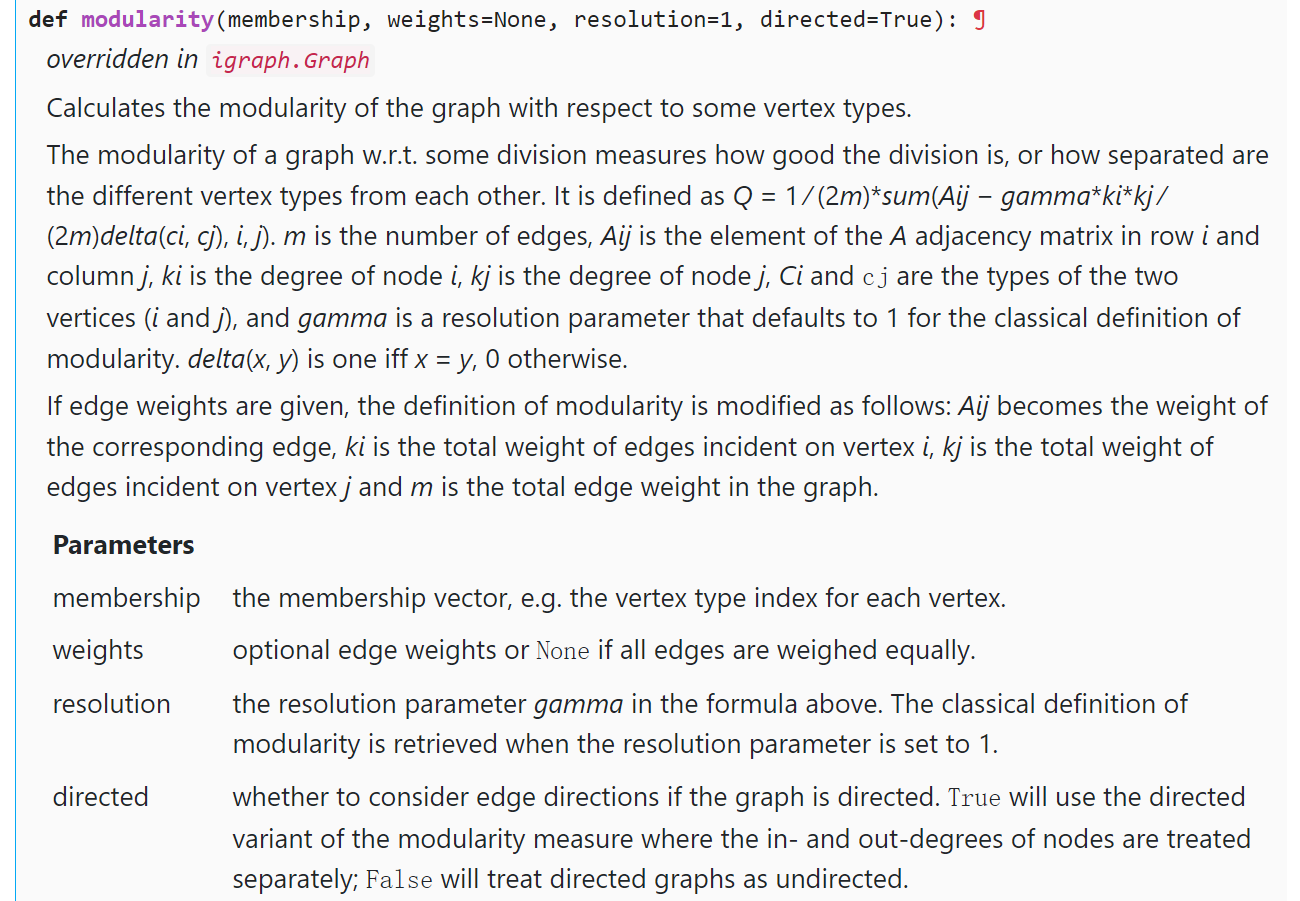 def modularity(membership, weights=None, resolution=1, directed=True): ¶
overridden in igraph.Graph
Calculates the modularity of the graph with respect to some vertex types.
The modularity of a graph w.r.t. some division measures how good the division is, or how separated are
the different vertex types from each other. It is defined as Q = 1/(2m)*sum(Aij − gamma*ki*kj/
(2m)delta(ci, cj), i, j). m is the number of edges, Aij is the element of the A adjacency matrix in row i and
column j, ki is the degree of node i, kj is the degree of node j, Ci and cj are the types of the two
vertices (i and j), and gamma is a resolution parameter that defaults to 1 for the classical definition of
modularity. delta(x, y) is one iff x = y, 0 otherwise.
If edge weights are given, the definition of modularity is modified as follows: Aij becomes the weight of
the corresponding edge, ki is the total weight of edges incident on vertex i, kj is the total weight of
edges incident on vertex j and m is the total edge weight in the graph.
Parameters
membership the membership vector, e.g. the vertex type index for each vertex.
weights optional edge weights or None if all edges are weighed equally.
resolution the resolution parameter gamma in the formula above. The classical definition of
modularity is retrieved when the resolution parameter is set to 1.
directed whether to consider edge directions if the graph is directed. True will use the directed
variant of the modularity measure where the in- and out-degrees of nodes are treated
separately; False will treat directed graphs as undirected.